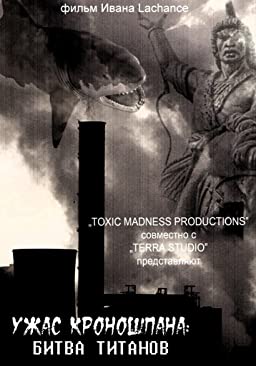 фильм Ивана Lachance
„TOXIC MADNESS PRODUCTIONS”
совместно с
„TERRA STUDIO”
представляют
УЖАС КРОНОШПАНА:
БИТВА ТИТАНОВ